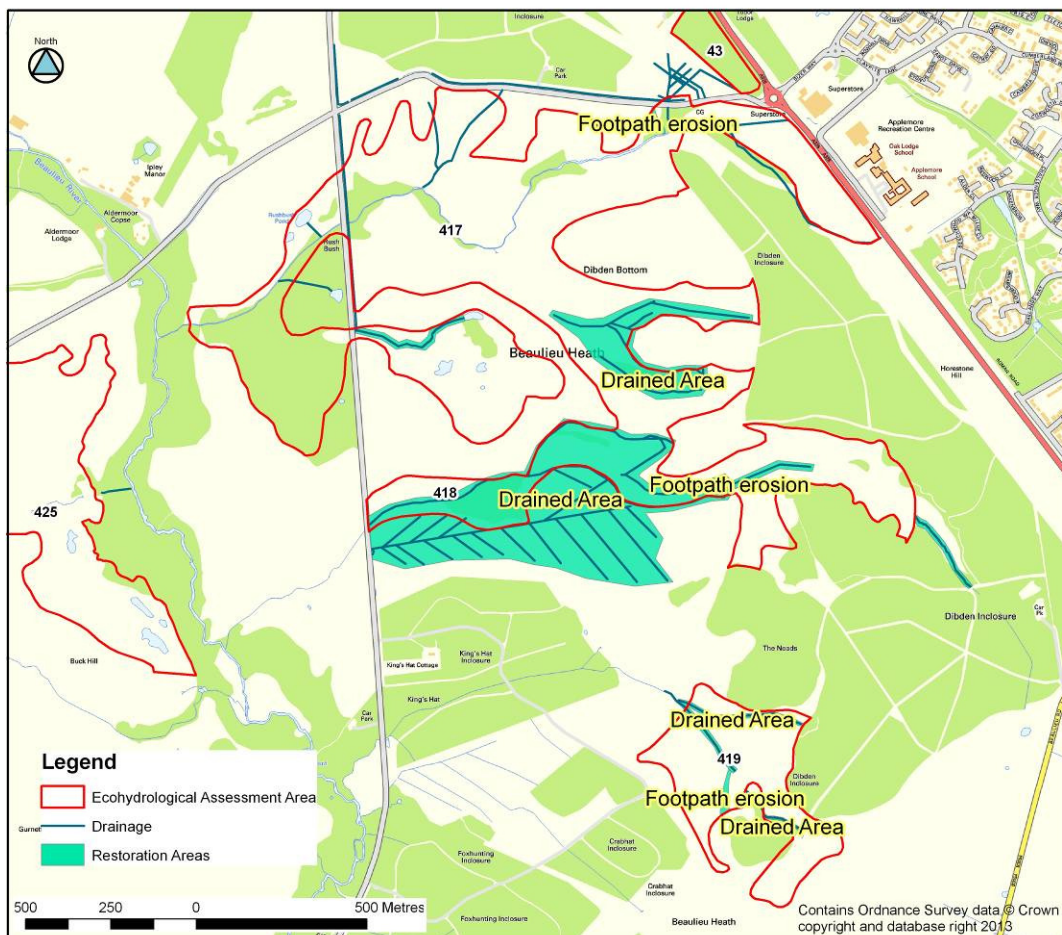 North
Inclosure
Lodge
43
Car
Park
Superstore
Footpath erosion
CG
Superstore
Applemore
Recreation Centre
Oak Lodge
School
Applemore
School
Beaulieu River
Ipley
Manor
Aldermoor
Copse
Aldermoor
Lodge
417
Dibden Bottom
Dibden
Inclosure
Beaulieu Heath
Drained Area
Horestone
Hill
418
Drained Area
Footpath erosion
425
Buck Hill
Dibden Inclosure
Car
Pk
The Noads
King's Hat Cottage
King's Hat
Inclosure
King's Hat
Car
Park
Drained Area
419
Dibden
Inclosure
Footpath erosion
Drained Area
Legend
Ecohydrological Assessment Area
Drainage
Restoration Areas
Gurnet
Foxhunting
Inclosure
Crabhat
Inclosure
Crabhat
Inclosure
Foxhunting Inclosure
Beaulieu Heath
500 250 0 500 Metres
Contains Ordnance Survey data © Crown
copyright and database right 2013